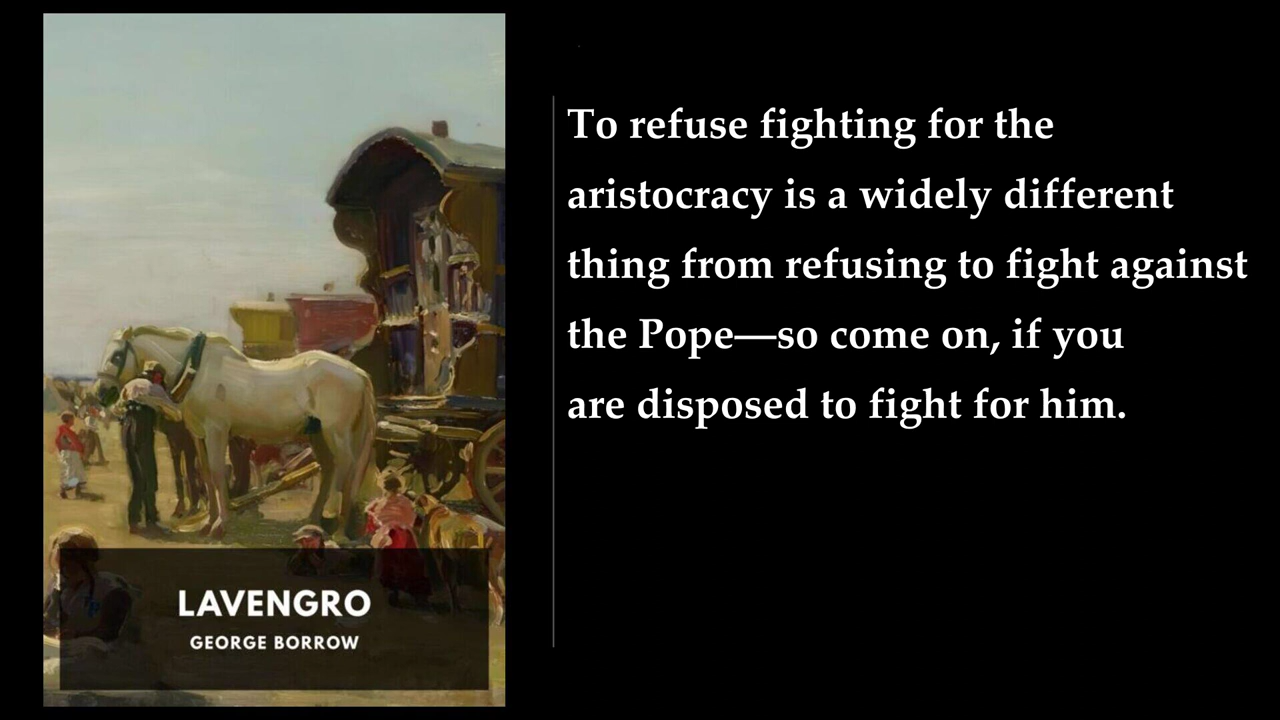 LAVENGRO
GEORGE BORROW
To refuse fighting for the
aristocracy is a widely different
thing from refusing to fight against
the Pope—so come on, if you
are disposed to fight for him.